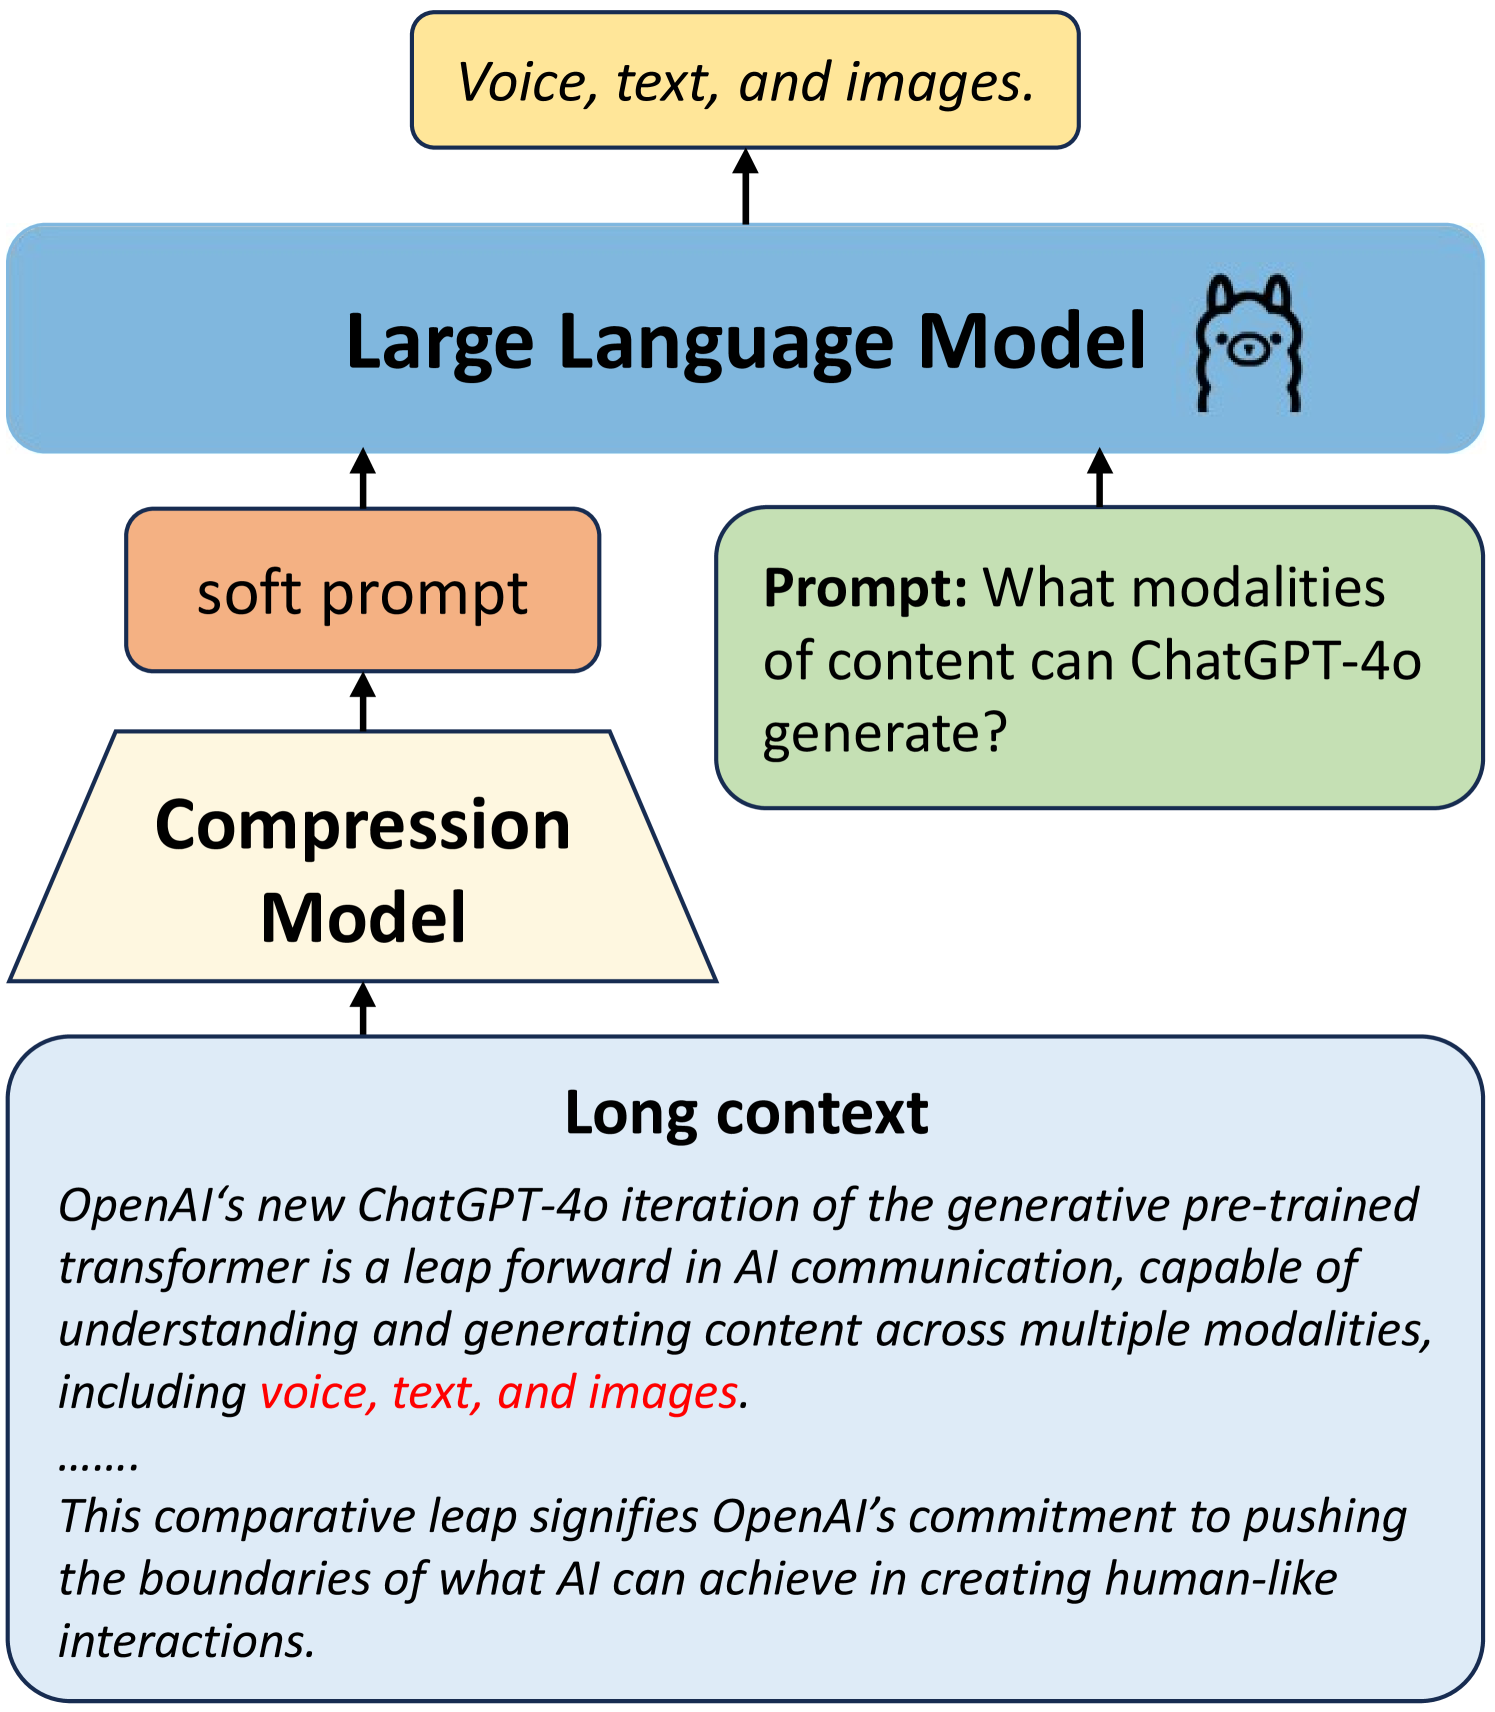 Voice, text, and images.
Large Language Model
soft prompt
Prompt: What modalities
of content can ChatGPT-4o
generate?
Compression
Model
Long context
OpenAI‘s new ChatGPT-4o iteration of the generative pre-trained
transformer is a leap forward in AI communication, capable of
understanding and generating content across multiple modalities,
including voice, text, and images.
…….
This comparative leap signifies OpenAI’s commitment to pushing
the boundaries of what AI can achieve in creating human-like
interactions.